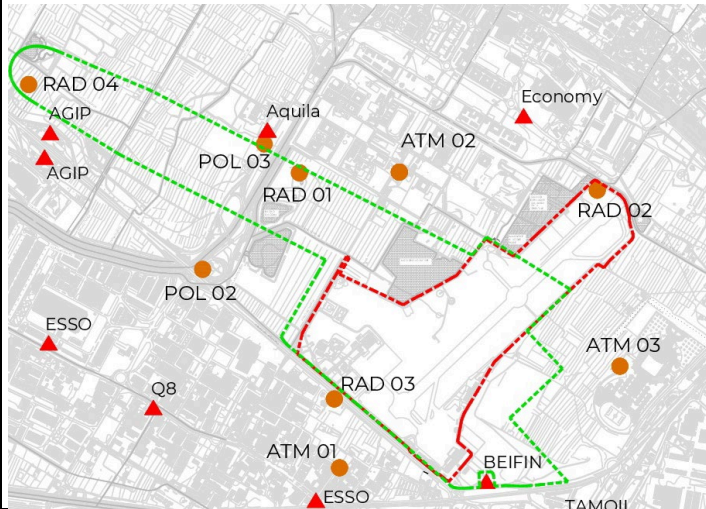 RAD 04
AGIP
AGIP
Aquila
POL 03
RAD 01
ATM 02
Economy
RAD 02
POL 02
ESSO
Q8
RAD 03
ATM 03
ATM 01
BEIFIN
ESSO
TAMOIL